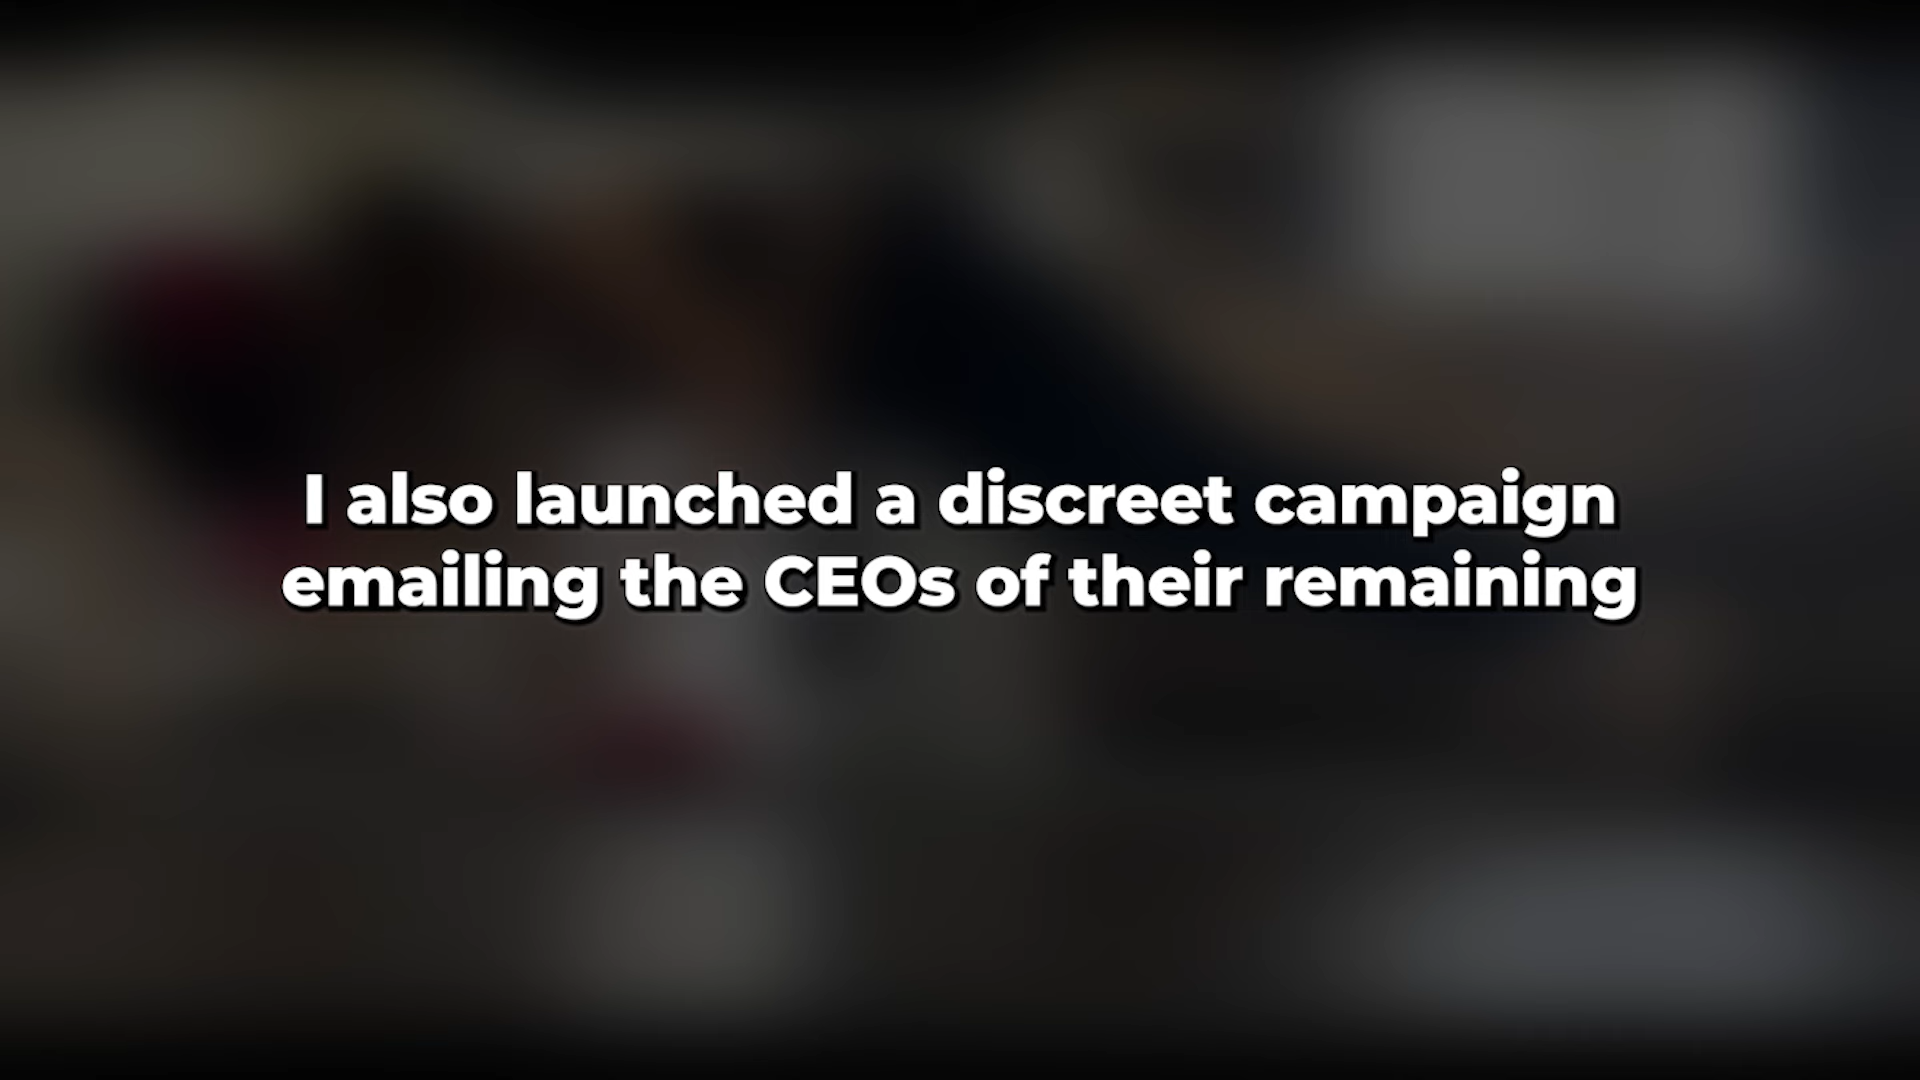 I also launched a discreet campaign
emailing the CEOs of their remaining